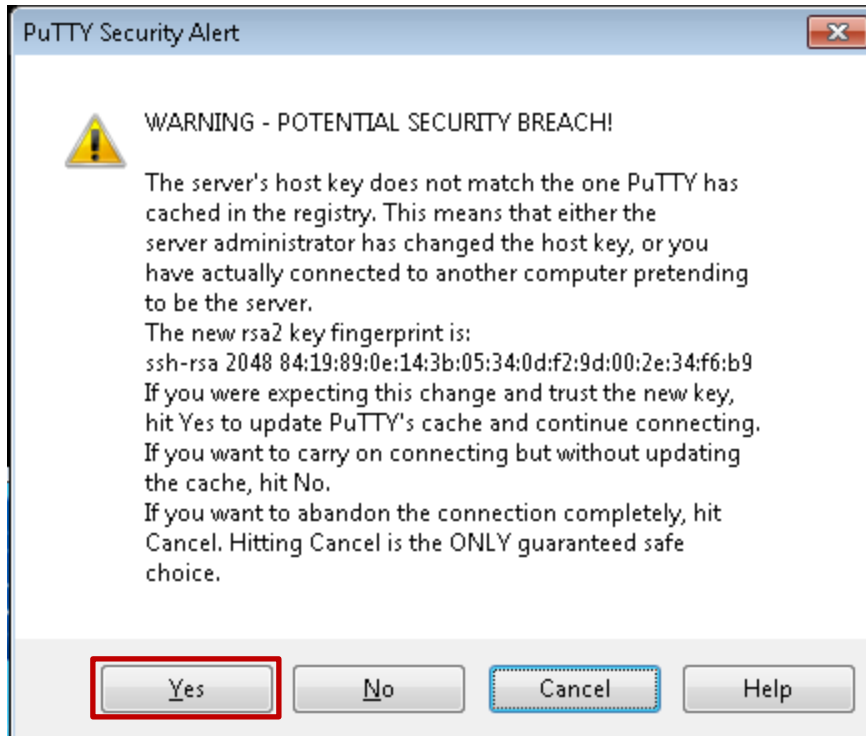 PuTTY Security Alert
WARNING - POTENTIAL SECURITY BREACH!
The server's host key does not match the one PuTTY has
cached in the registry. This means that either the
server administrator has changed the host key, or you
have actually connected to another computer pretending
to be the server.
The new rsa2 key fingerprint is:
ssh-rsa 2048 84:19:89:0e:14:3b:05:34:0d:f2:9d:00:2e:34:f6:b9
If you were expecting this change and trust the new key,
hit Yes to update PuTTY's cache and continue connecting.
If you want to carry on connecting but without updating
the cache, hit No.
If you want to abandon the connection completely, hit
Cancel. Hitting Cancel is the ONLY guaranteed safe
choice.
Yes No Cancel Help